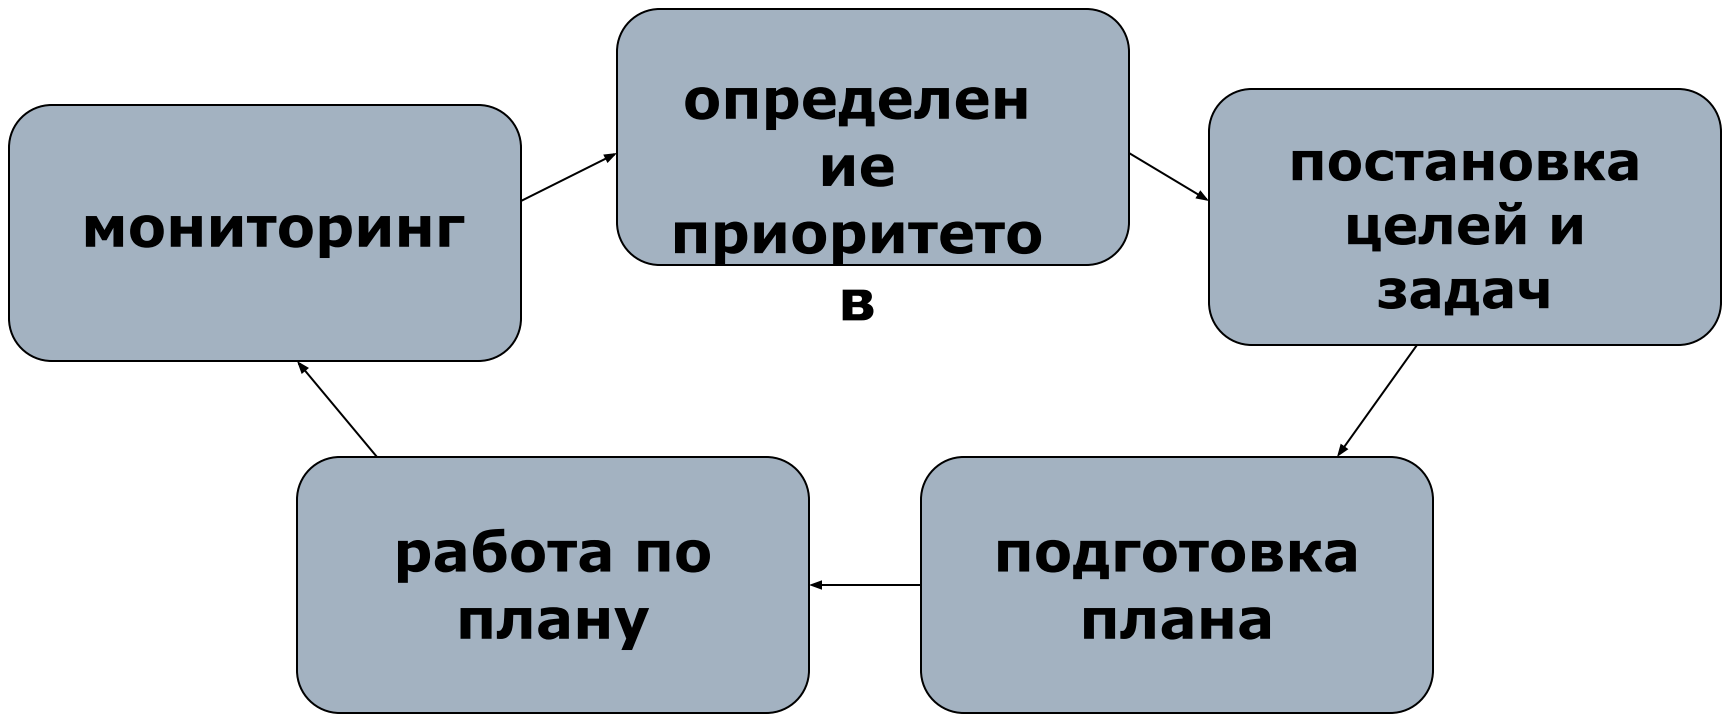 мониторинг
определен
ие
приоритето
в
постановка
целей и
задач
работа по
плану
подготовка
плана